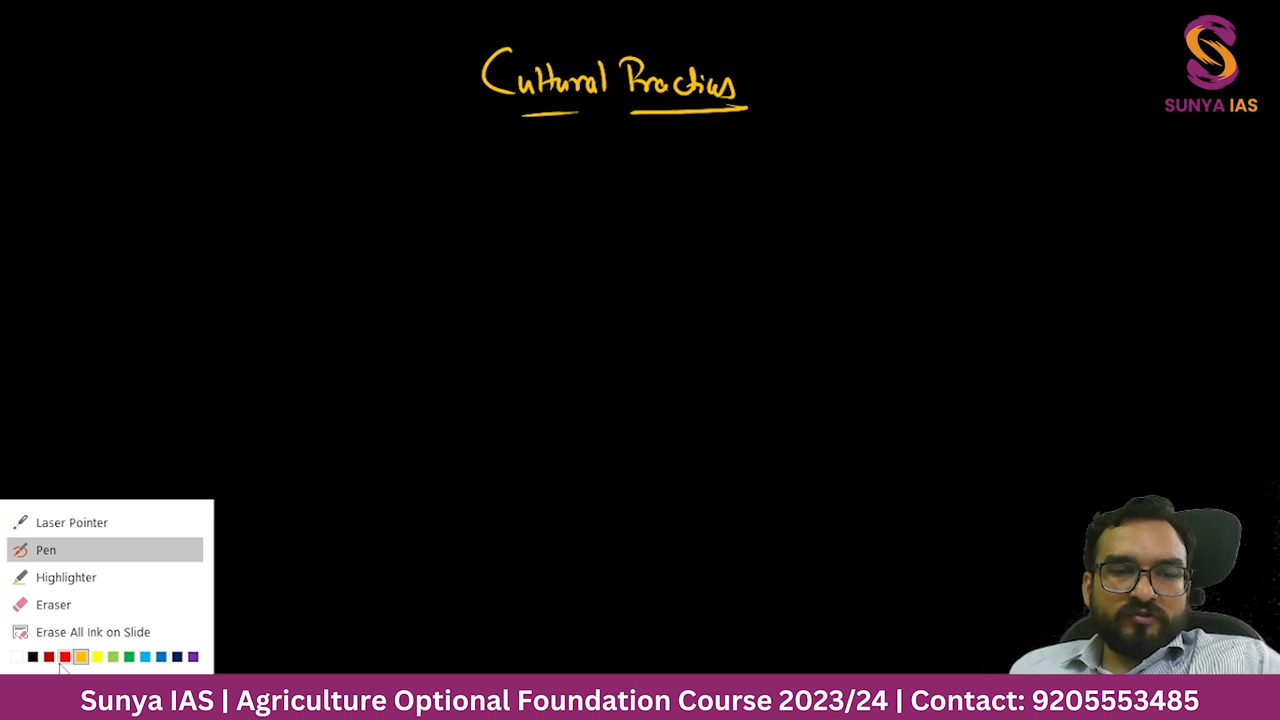 Cultural Practices
SUNYA IAS
Laser Pointer
Pen
Highlighter
Eraser
Erase All Ink on Slide
Sunya IAS | Agriculture Optional Foundation Course 2023/24 | Contact: 9205553485